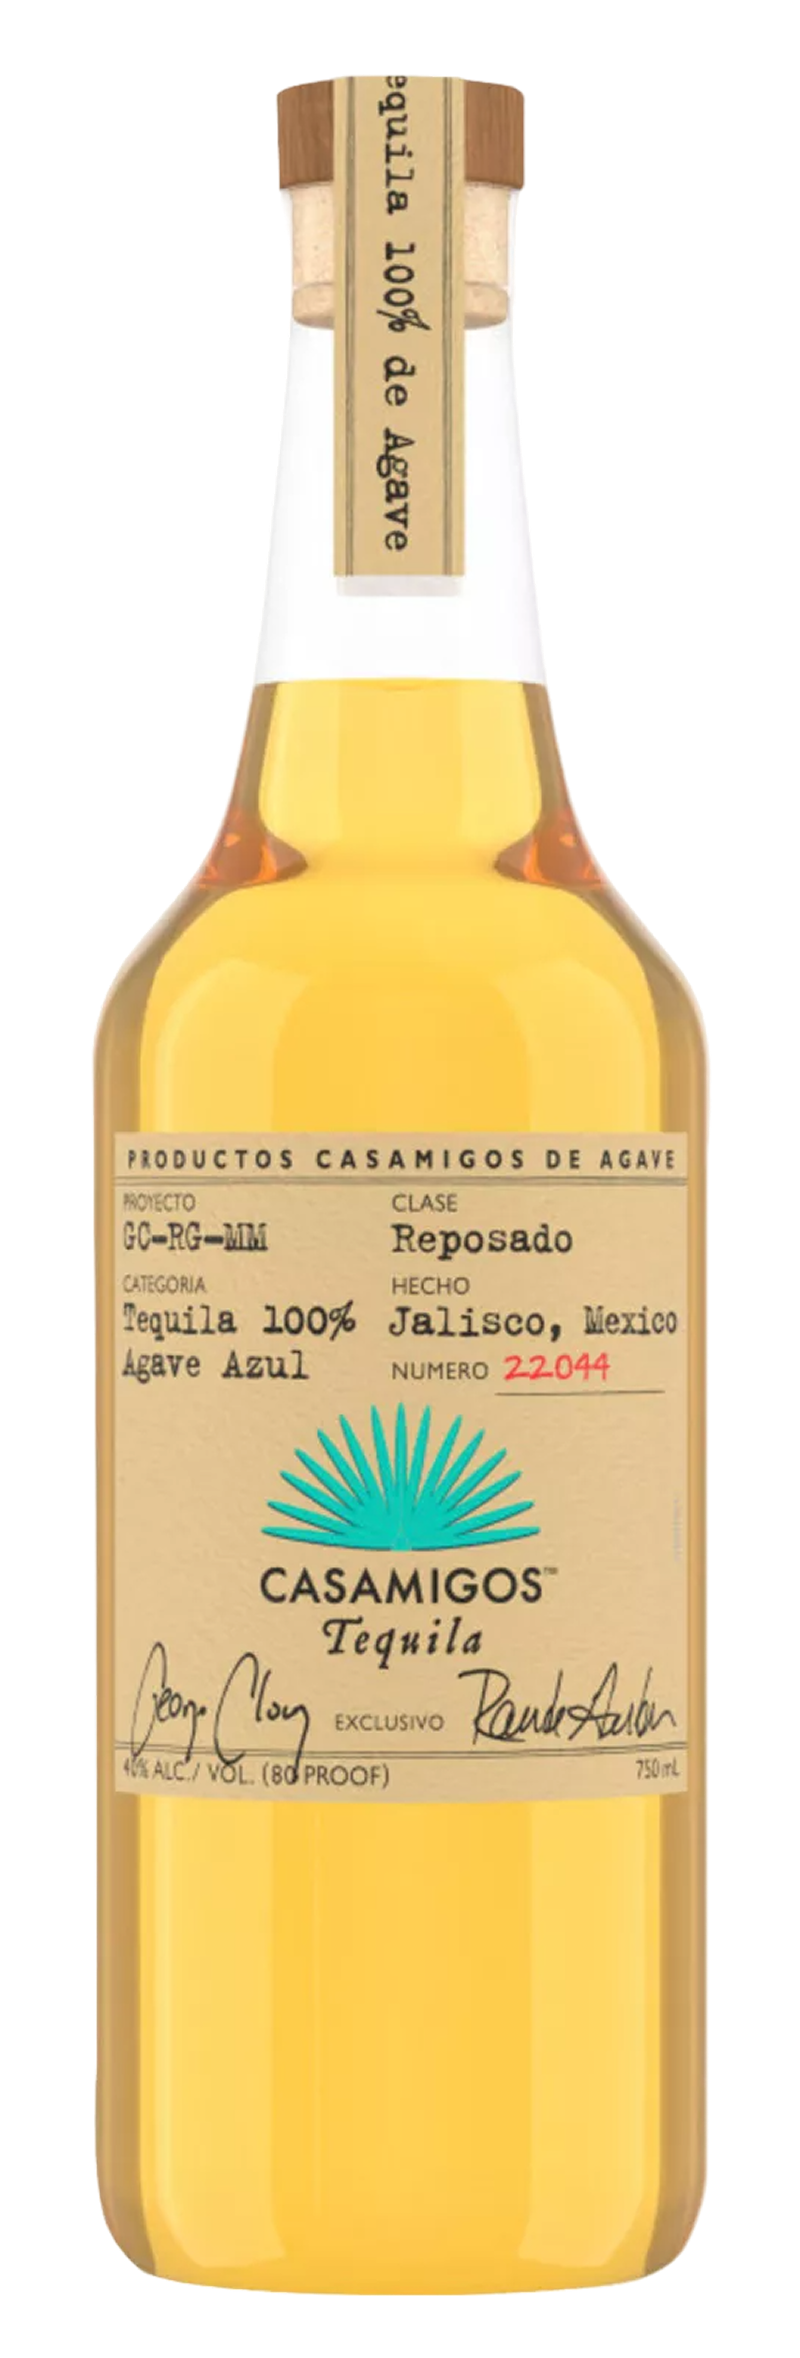 equila 100% de Agave
PRODUCTOS CASAMIGOS DE AGAVE
PROYECTO
GC-RG-MM
CLASE
Reposado
CATEGORIA
Tequila 100%
Agave Azul
HECHO
Jalisco, Mexico
NUMERO 22044
CASAMIGOS™
Tequila
EXCLUSIVO
40% ALC./ VOL. (80 PROOF)
750 mL